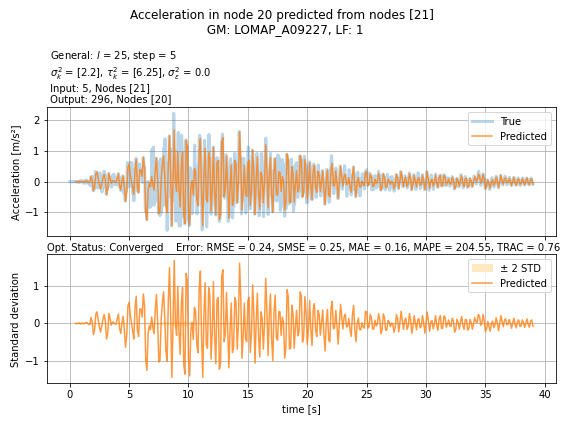 Acceleration in node 20 predicted from nodes [21]
GM: LOMAP_A09227, LF: 1
General: l = 25, step = 5
σ²ₖ = [2.2], τ²ₖ = [6.25], σ²ε = 0.0
Input: 5, Nodes [21]
Output: 296, Nodes [20]
Acceleration [m/s²]
2
1
0
−1
True
Predicted
Opt. Status: Converged    Error: RMSE = 0.24, SMSE = 0.25, MAE = 0.16, MAPE = 204.55, TRAC = 0.76
Standard deviation
1
0
−1
± 2 STD
Predicted
0 5 10 15 20 25 30 35 40
time [s]